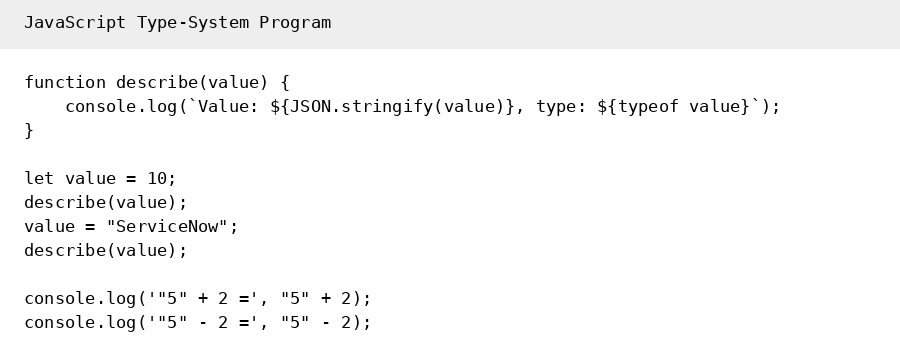 JavaScript Type-System Program
function describe(value) {
    console.log(`Value: ${JSON.stringify(value)}, type: ${typeof value}`);
}
let value = 10;
describe(value);
value = "ServiceNow";
describe(value);
console.log('"5" + 2 =', "5" + 2);
console.log('"5" - 2 =', "5" - 2);